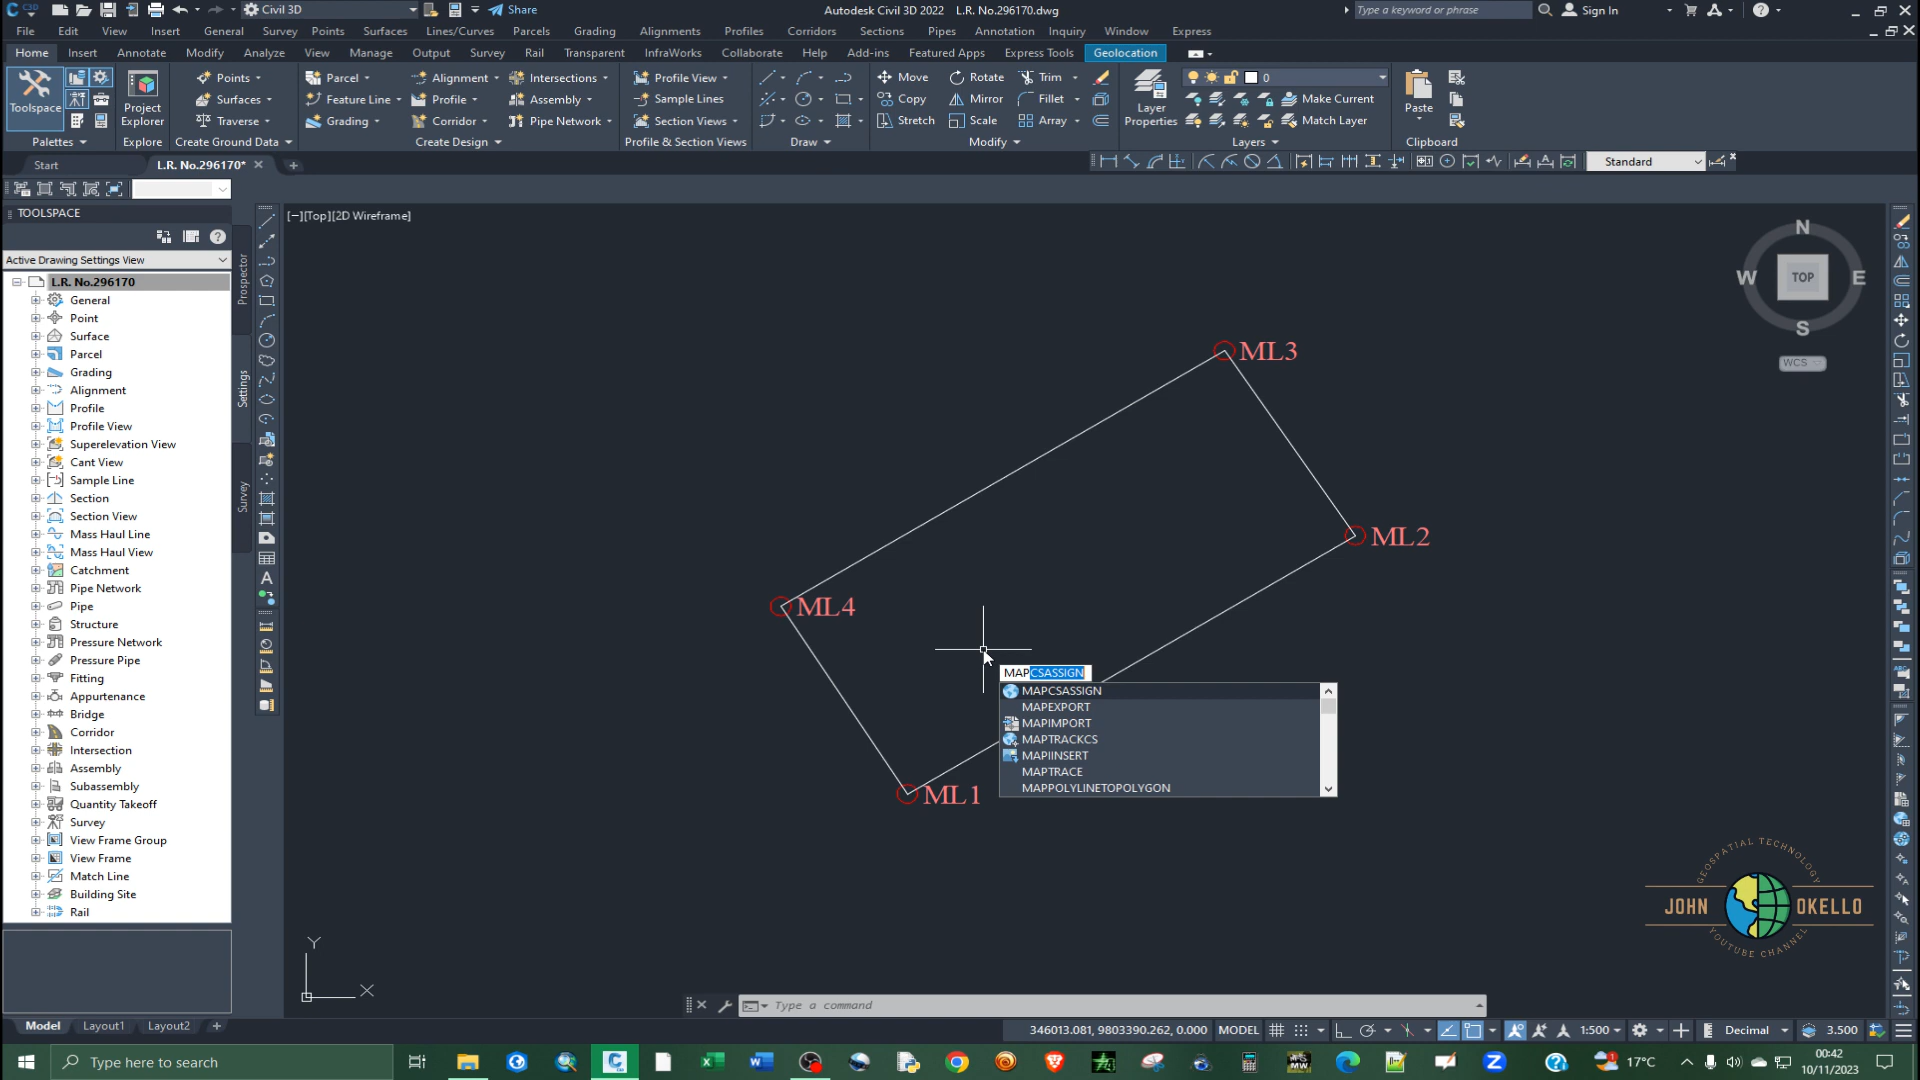 C3D Civil 3D Share Autodesk Civil 3D 2022 L.R. No.296170.dwg Type a keyword or phrase Sign In
File Edit View Insert General Survey Points Surfaces Lines/Curves Parcels Grading Alignments Profiles Corridors Sections Pipes Annotation Inquiry Window Express
Home Insert Annotate Modify Analyze View Manage Output Survey Rail Transparent InfraWorks Collaborate Help Add-ins Featured Apps Express Tools Geolocation
Points Parcel Alignment Intersections Profile View Move Rotate Trim 0
Toolspace Project Explorer Surfaces Feature Line Profile Assembly Sample Lines Copy Mirror Fillet Layer Properties Make Current Paste
Traverse Grading Corridor Pipe Network Section Views Stretch Scale Array Match Layer
Palettes Explore Create Ground Data Create Design Profile & Section Views Draw Modify Layers Clipboard
Start L.R. No.296170* Standard
TOOLSPACE
Active Drawing Settings View
Prospector
Settings
Survey
L.R. No.296170
General
Point
Surface
Parcel
Grading
Alignment
Profile
Profile View
Superelevation View
Cant View
Sample Line
Section
Section View
Mass Haul Line
Mass Haul View
Catchment
Pipe Network
Pipe
Structure
Pressure Network
Pressure Pipe
Fitting
Appurtenance
Bridge
Corridor
Intersection
Assembly
Subassembly
Quantity Takeoff
Survey
View Frame Group
View Frame
Match Line
Building Site
Rail
[−][Top][2D Wireframe]
N
W TOP E
S
WCS
ML3
ML2
ML4
ML1
MAPCSASSIGN
MAPCSASSIGN
MAPEXPORT
MAPIMPORT
MAPTRACKCS
MAPIINSERT
MAPTRACE
MAPPOLYLINETOPOLYGON
GEOSPATIAL TECHNOLOGY
JOHN OKELLO
YOUTUBE CHANNEL
Y
X
Type a command
Model Layout1 Layout2 +
346013.081, 9803390.262, 0.000 MODEL 1:500 Decimal 3.500
Type here to search 17°C 00:42
10/11/2023